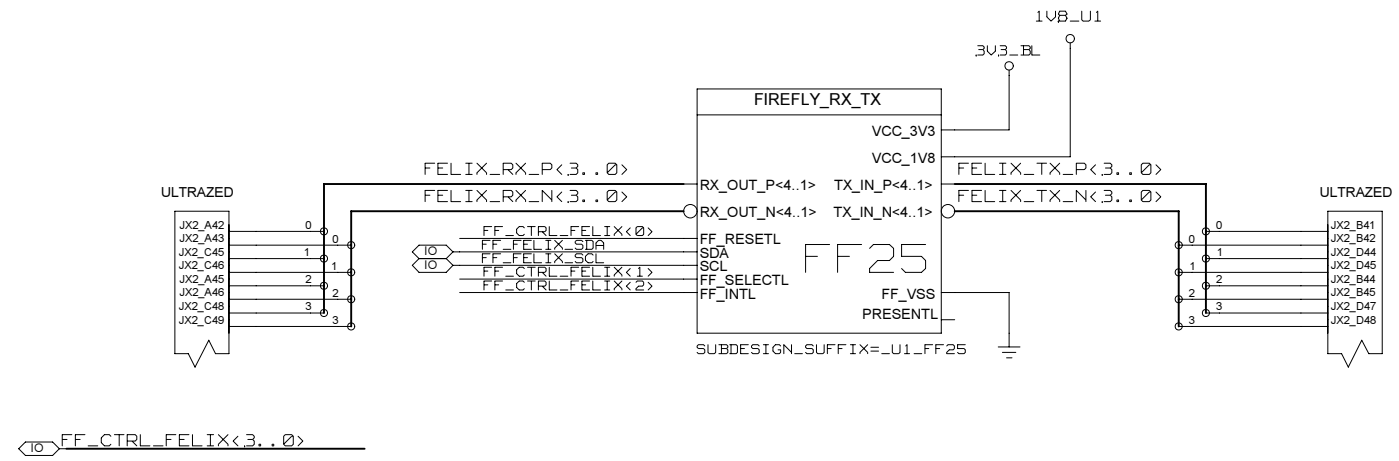 1V8_U1
3V3_BL
FIREFLY_RX_TX
VCC_3V3
VCC_1V8
FELIX_RX_P<3..0>
FELIX_TX_P<3..0>
RX_OUT_P<4..1> TX_IN_P<4..1>
FELIX_RX_N<3..0>
FELIX_TX_N<3..0>
RX_OUT_N<4..1> TX_IN_N<4..1>
ULTRAZED
JX2_A42 0
JX2_A43 0
JX2_C45 1
JX2_C46 1
JX2_A45 2
JX2_A46 2
JX2_C48 3
JX2_C49 3
FF_CTRL_FELIX<0>
IO FF_FELIX_SDA
IO FF_FELIX_SCL
FF_CTRL_FELIX<1>
FF_CTRL_FELIX<2>
FF_RESETL
SDA
SCL
FF_SELECTL
FF_INTL
FF25
FF_VSS
PRESENTL
SUBDESIGN_SUFFIX=_U1_FF25
ULTRAZED
0 JX2_B41
0 JX2_B42
1 JX2_D44
1 JX2_D45
2 JX2_B44
2 JX2_B45
3 JX2_D47
3 JX2_D48
IO FF_CTRL_FELIX<3..0>